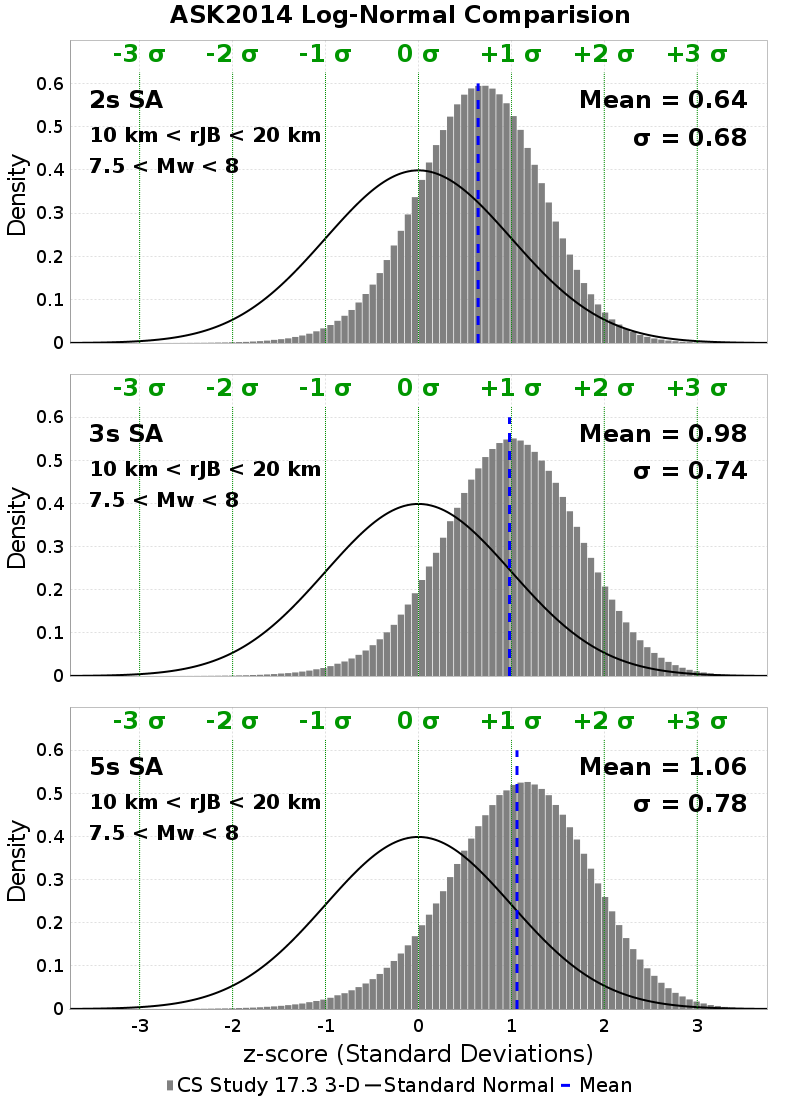 ASK2014 Log-Normal Comparision
-3 σ -2 σ -1 σ 0 σ +1 σ +2 σ +3 σ
2s SA
Mean = 0.64
10 km < rJB < 20 km
σ = 0.68
7.5 < Mw < 8
0.6
0.5
0.4
0.3
0.2
0.1
0
Density
-3 σ -2 σ -1 σ 0 σ +1 σ +2 σ +3 σ
3s SA
Mean = 0.98
10 km < rJB < 20 km
σ = 0.74
7.5 < Mw < 8
0.6
0.5
0.4
0.3
0.2
0.1
0
Density
-3 σ -2 σ -1 σ 0 σ +1 σ +2 σ +3 σ
5s SA
Mean = 1.06
10 km < rJB < 20 km
σ = 0.78
7.5 < Mw < 8
0.6
0.5
0.4
0.3
0.2
0.1
0
Density
-3 -2 -1 0 1 2 3
z-score (Standard Deviations)
CS Study 17.3 3-D Standard Normal Mean